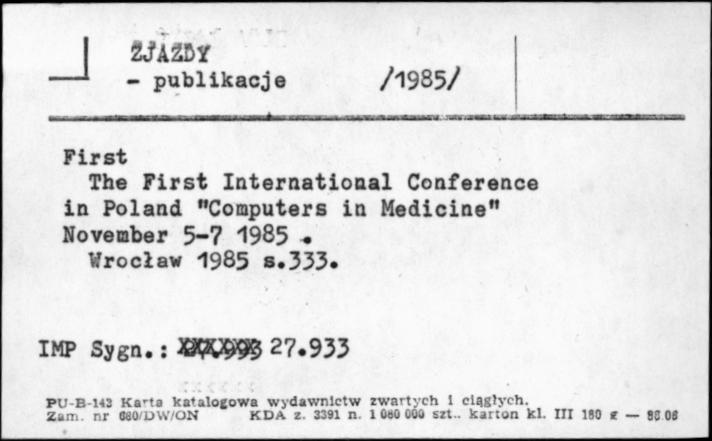 ZJAZDY
- publikacje /1985/
First
The First International Conference
in Poland "Computers in Medicine"
November 5-7 1985 .
Wrocław 1985 s.333.
IMP Sygn.: 27.933
PU-B-143 Karta katalogowa wydawnictw zwartych i ciągłych.
Zam. nr 680/DW/ON KDA z. 3391 n. 1 080 000 szt.. karton kl. III 180 g —